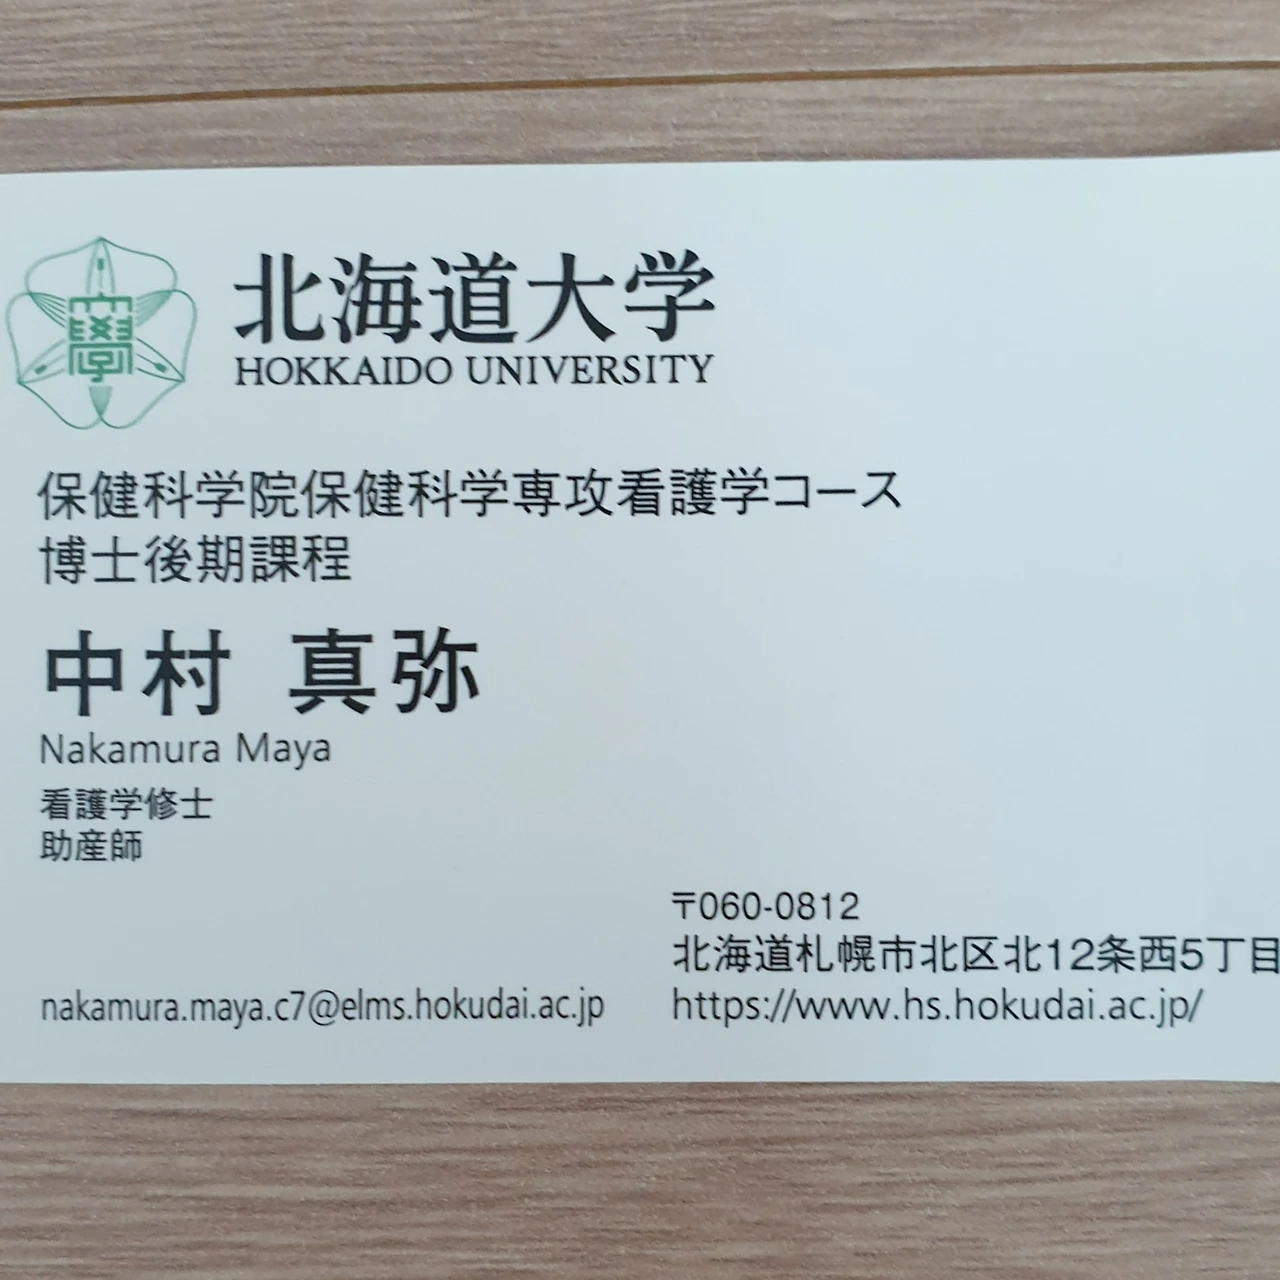 北海道大学
HOKKAIDO UNIVERSITY
保健科学院保健科学専攻看護学コース
博士後期課程
中村 真弥
Nakamura Maya
看護学修士
助産師
〒060-0812
北海道札幌市北区北12条西5丁目
nakamura.maya.c7@elms.hokudai.ac.jp
https://www.hs.hokudai.ac.jp/